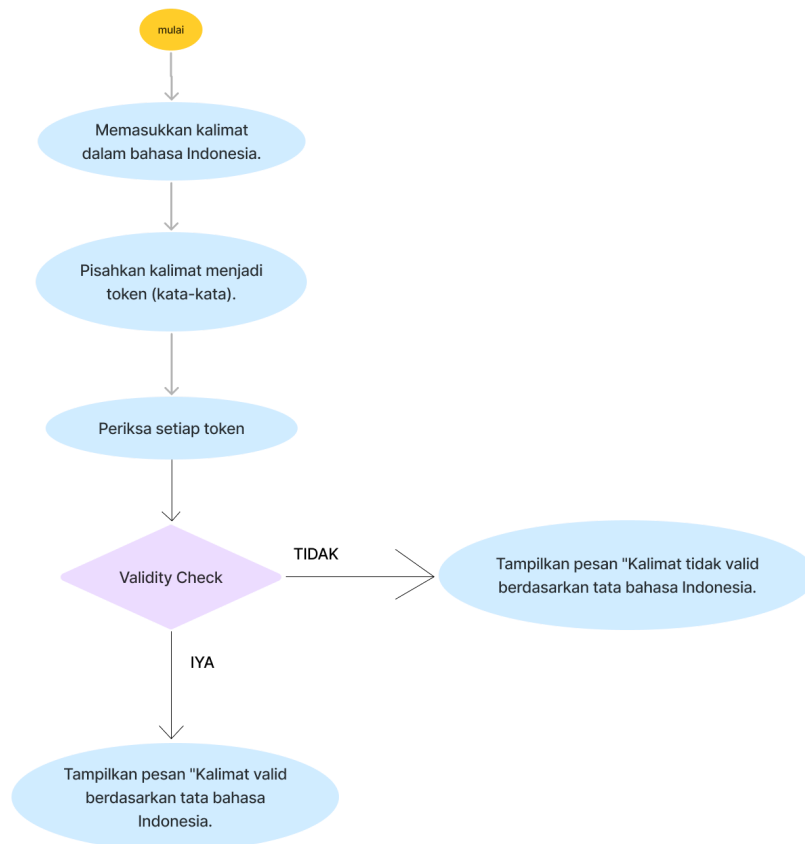 mulai
Memasukkan kalimat
dalam bahasa Indonesia.
Pisahkan kalimat menjadi
token (kata-kata).
Periksa setiap token
Validity Check
TIDAK
Tampilkan pesan "Kalimat tidak valid
berdasarkan tata bahasa Indonesia.
IYA
Tampilkan pesan "Kalimat valid
berdasarkan tata bahasa
Indonesia.